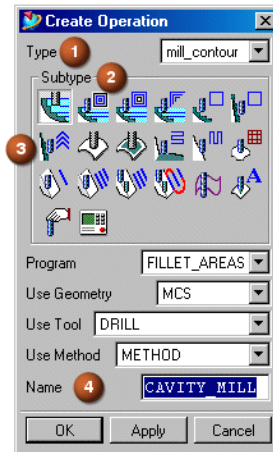 Create Operation
Type 1 mill_contour
Subtype 2
3
A
Program FILLET_AREAS
Use Geometry MCS
Use Tool DRILL
Use Method METHOD
Name 4 CAVITY_MILL
OK Apply Cancel